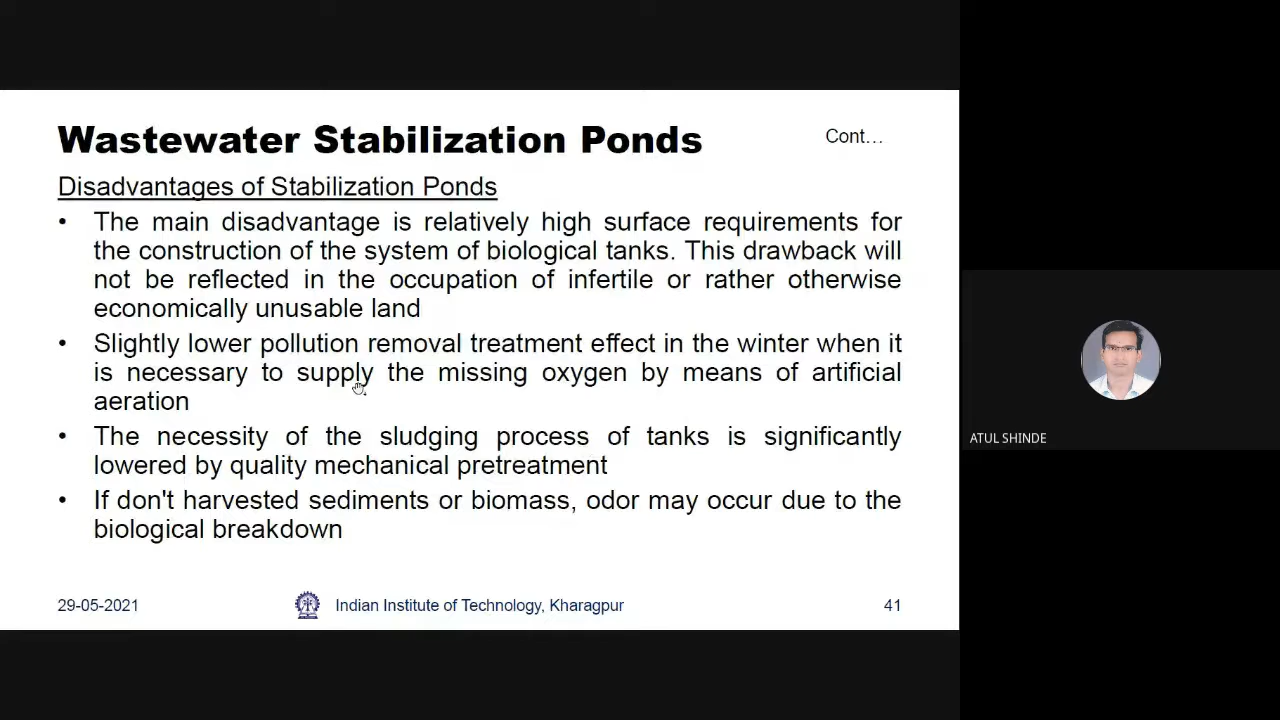 Wastewater Stabilization Ponds
Cont...
Disadvantages of Stabilization Ponds
• The main disadvantage is relatively high surface requirements for
the construction of the system of biological tanks. This drawback will
not be reflected in the occupation of infertile or rather otherwise
economically unusable land
• Slightly lower pollution removal treatment effect in the winter when it
is necessary to supply the missing oxygen by means of artificial
aeration
• The necessity of the sludging process of tanks is significantly
lowered by quality mechanical pretreatment
• If don't harvested sediments or biomass, odor may occur due to the
biological breakdown
29-05-2021
Indian Institute of Technology, Kharagpur
41
ATUL SHINDE